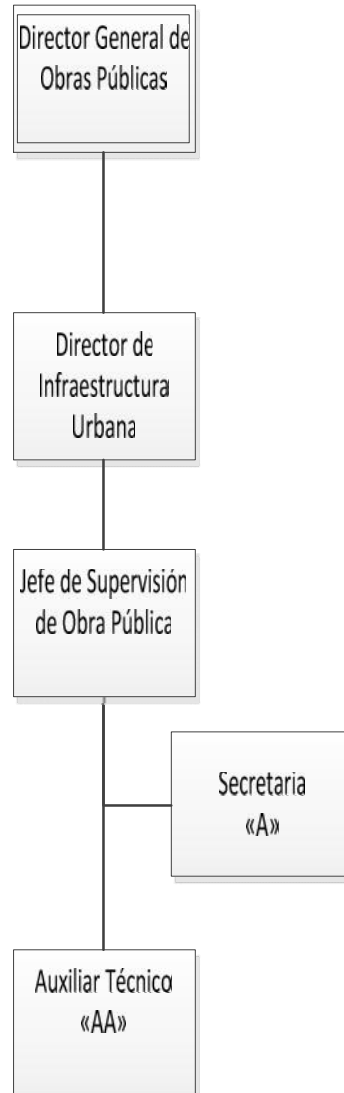 Director General de
Obras Públicas
Director de
Infraestructura
Urbana
Jefe de Supervisión
de Obra Pública
Secretaria
«A»
Auxiliar Técnico
«AA»